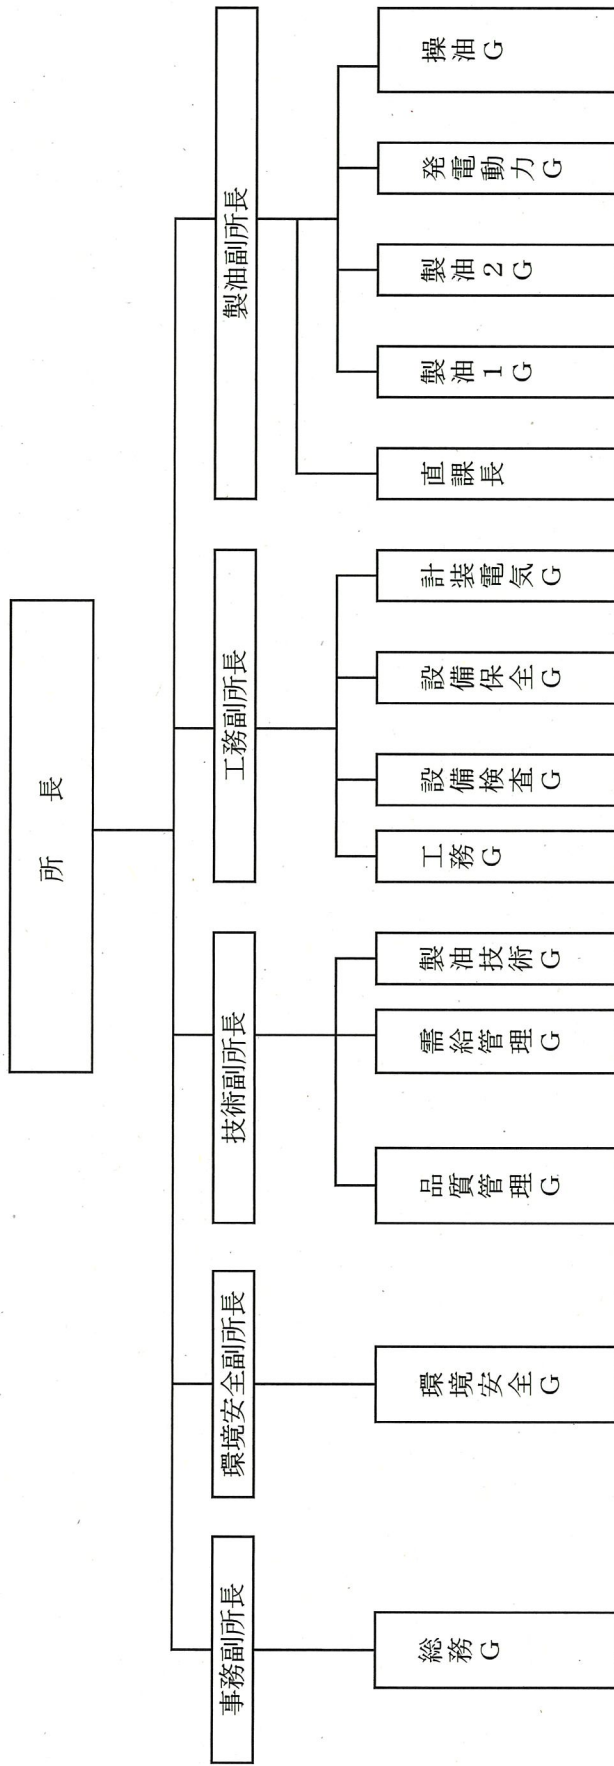 所長
事務副所長
環境安全副所長
技術副所長
工務副所長
製油副所長
総務G
環境安全G
品質管理G
需給管理G
製油技術G
工務G
設備検査G
設備保全G
計装電気G
直課長
製油1G
製油2G
発電動力G
操油G